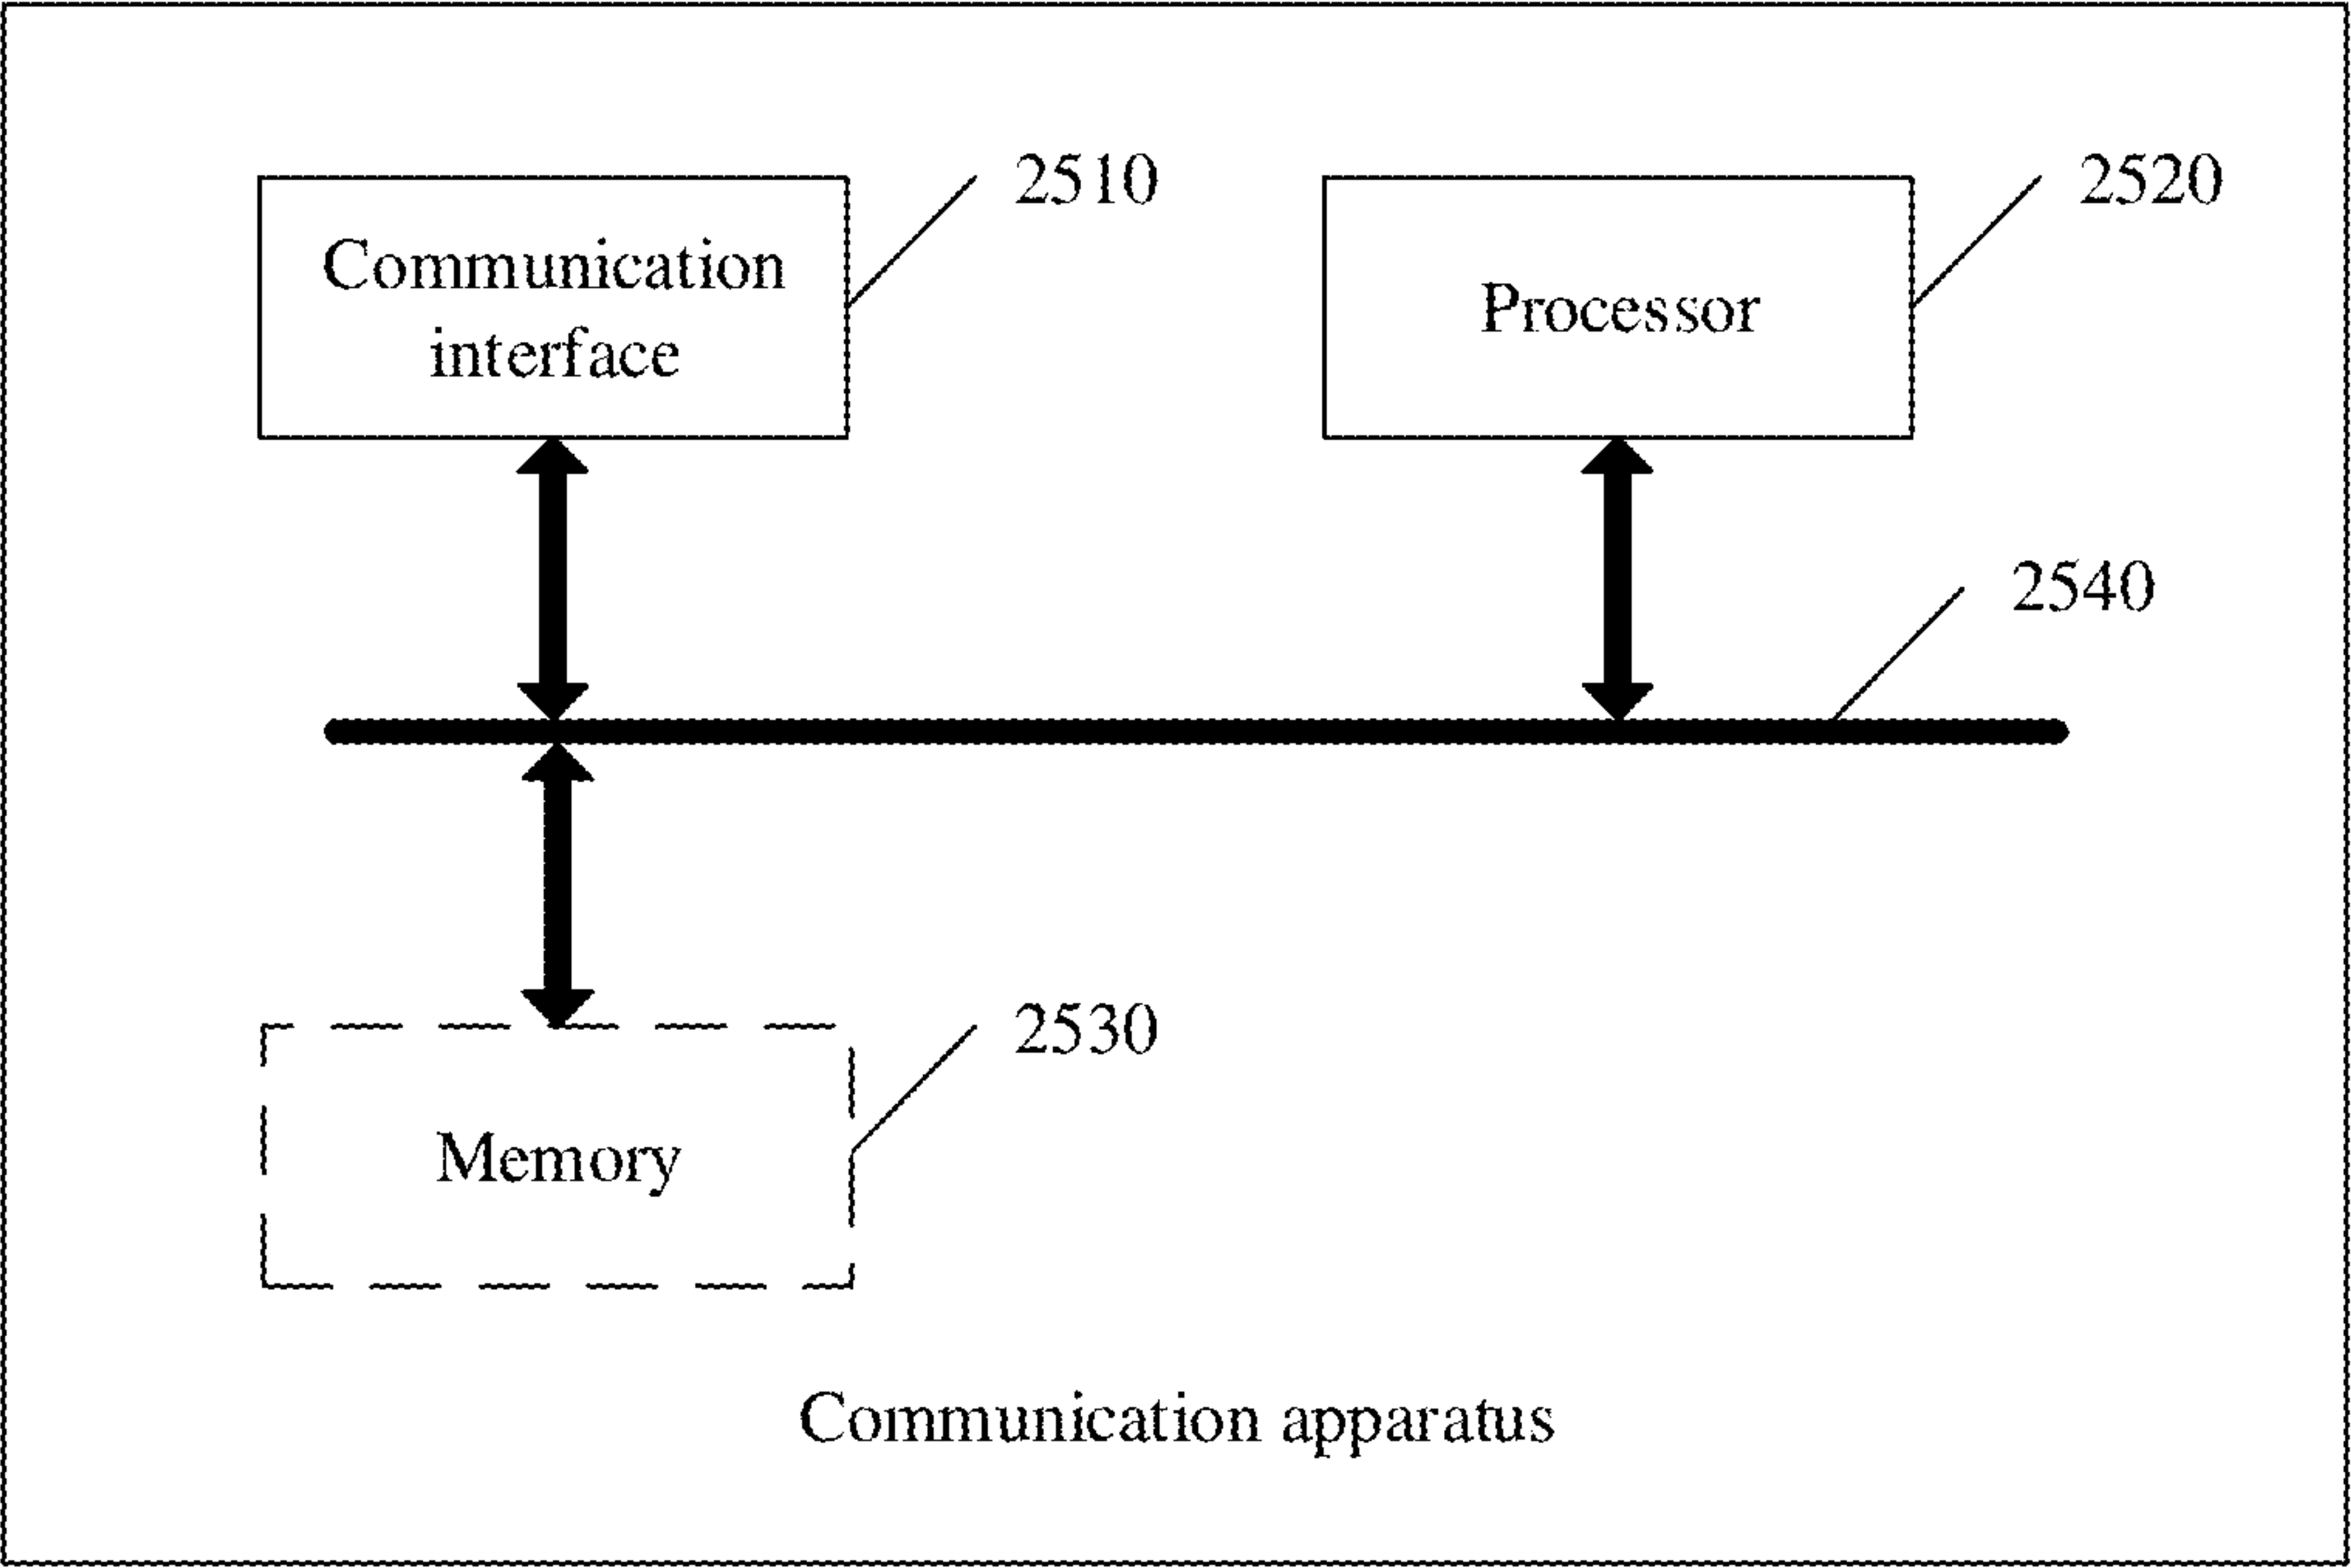 2510
2520
Communication
interface
Processor
2540
2530
Memory
Communication apparatus